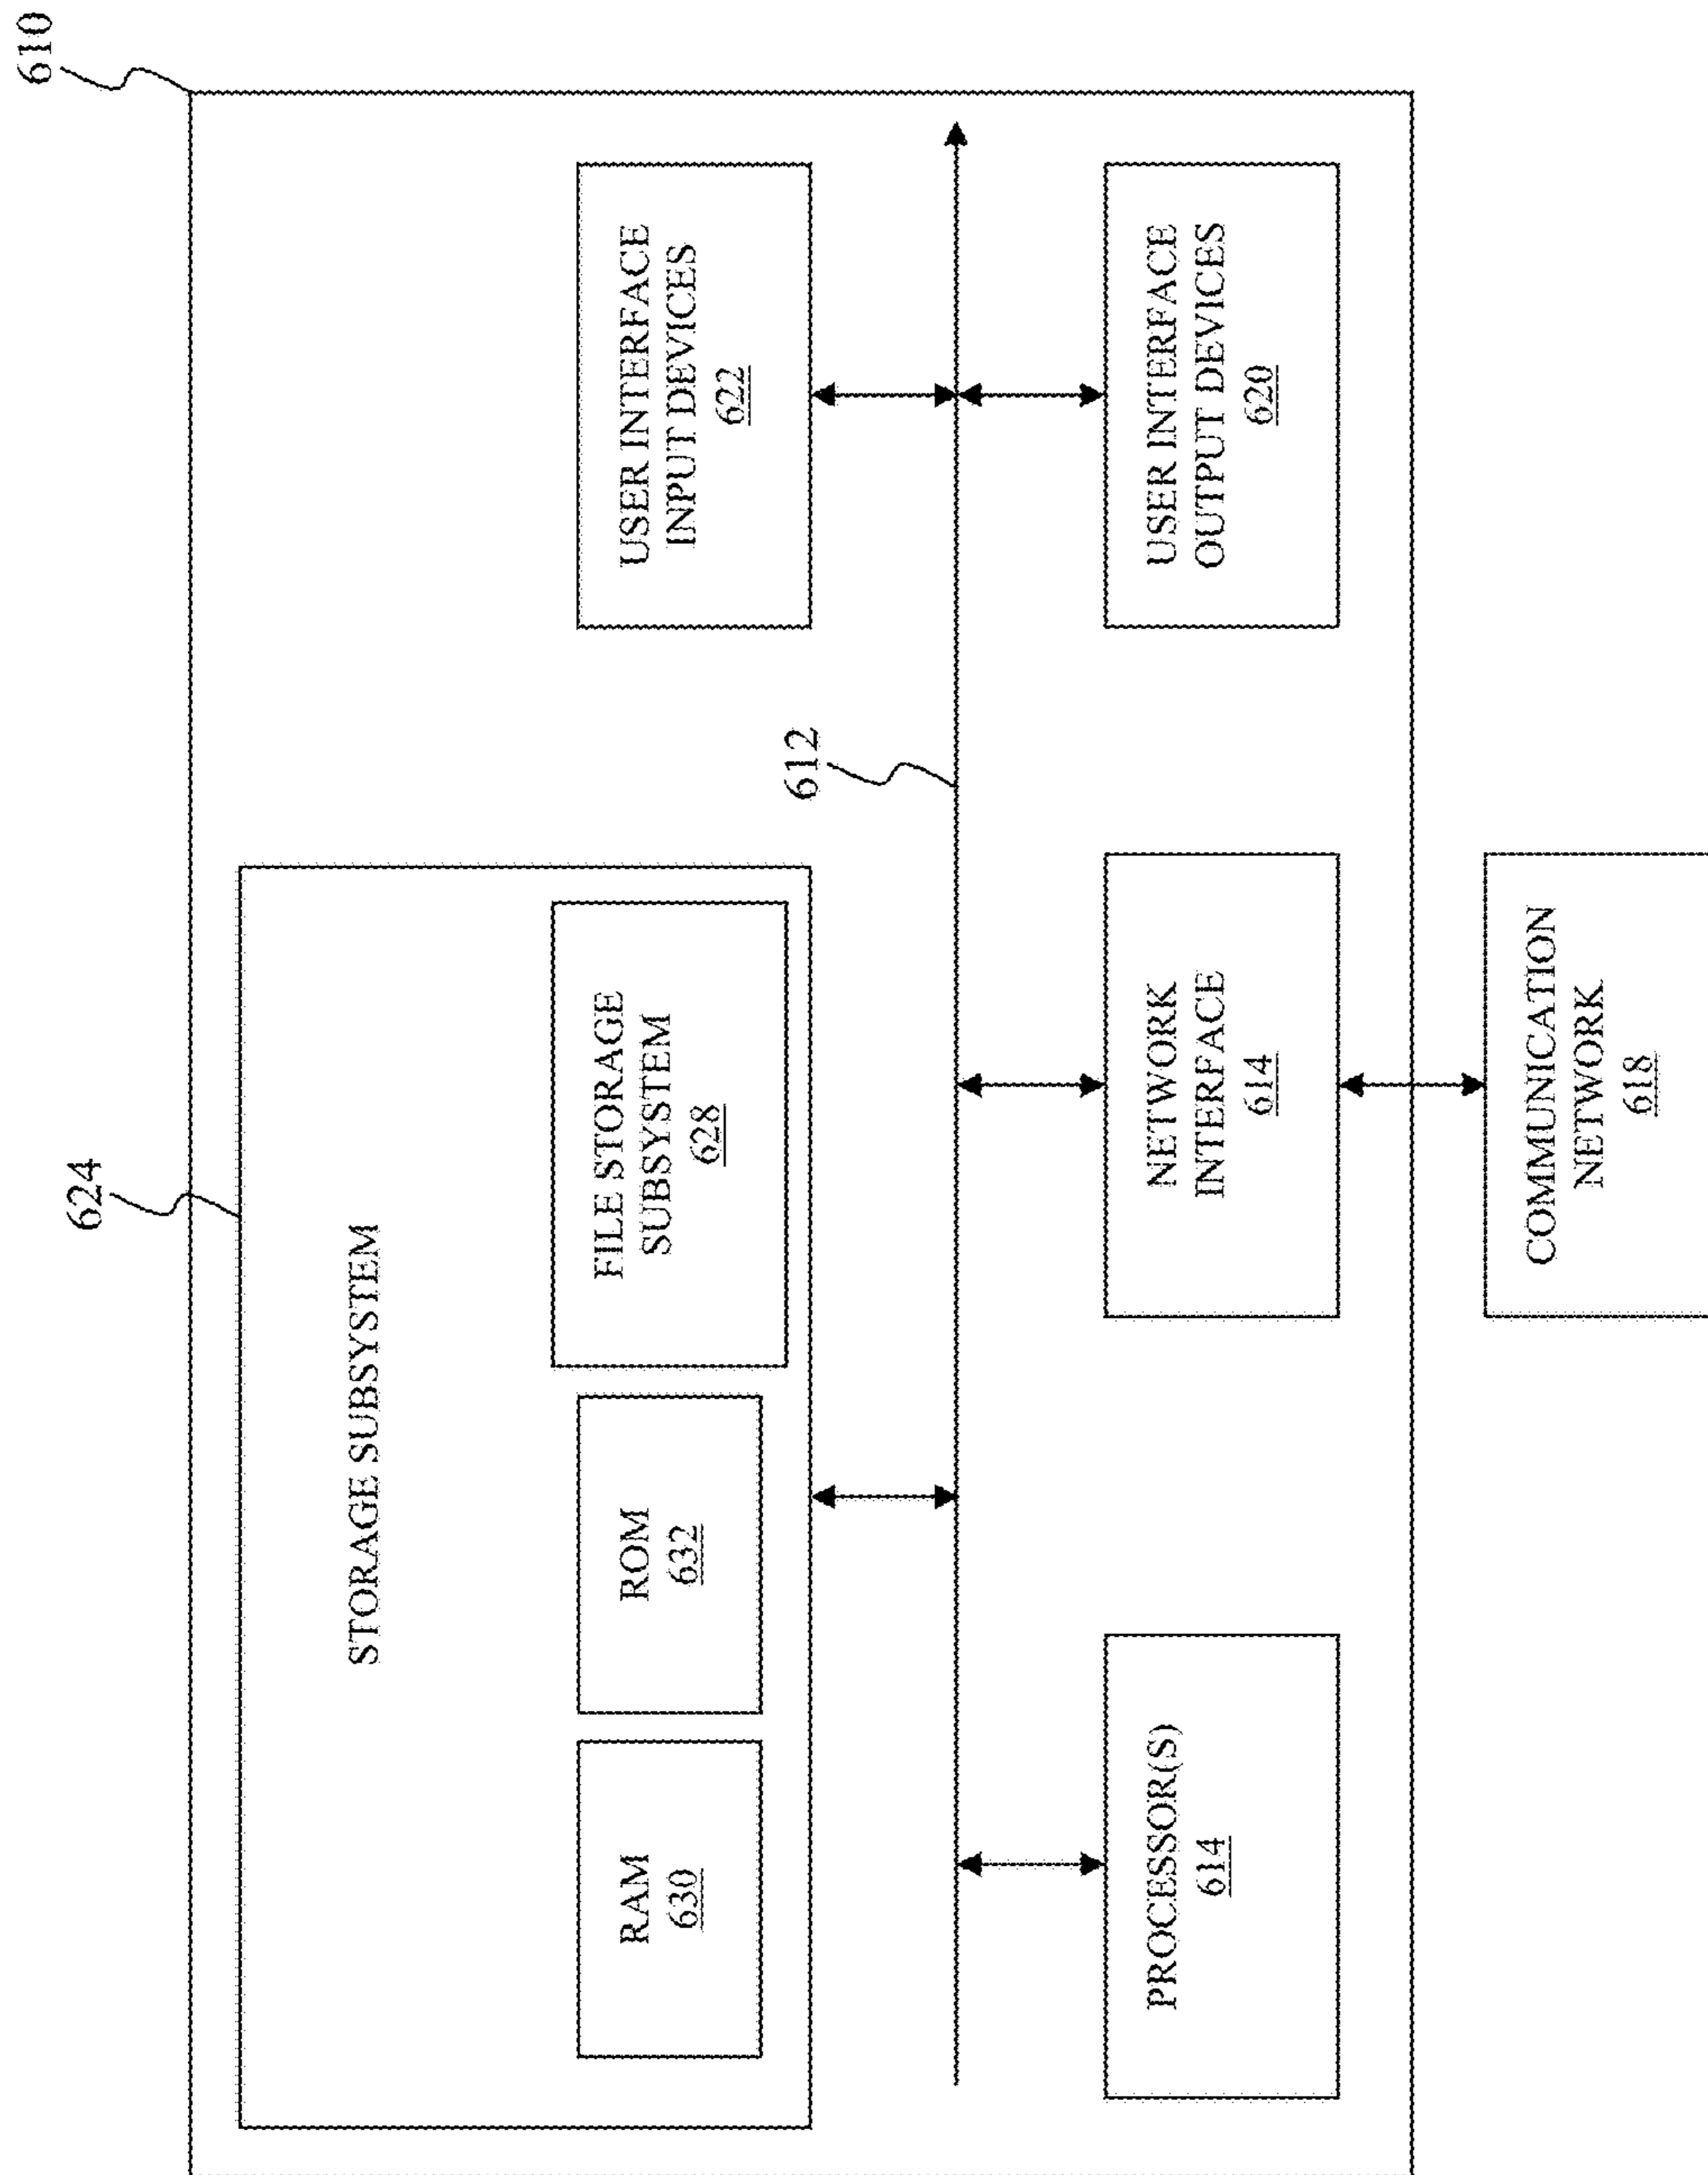 610
624
STORAGE SUBSYSTEM
RAM
630
ROM
632
FILE STORAGE
SUBSYSTEM
628
USER INTERFACE
INPUT DEVICES
622
612
PROCESSOR(S)
614
NETWORK
INTERFACE
614
USER INTERFACE
OUTPUT DEVICES
620
COMMUNICATION
NETWORK
618